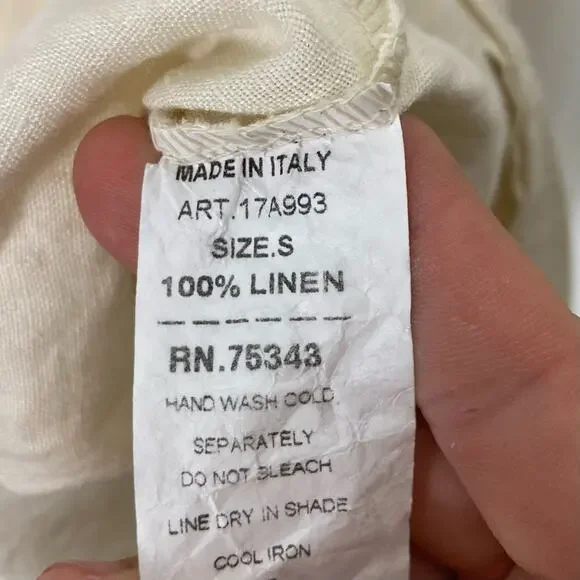 MADE IN ITALY
ART.17A993
SIZE.S
100% LINEN
RN.75343
HAND WASH COLD
SEPARATELY
DO NOT BLEACH
LINE DRY IN SHADE
COOL IRON